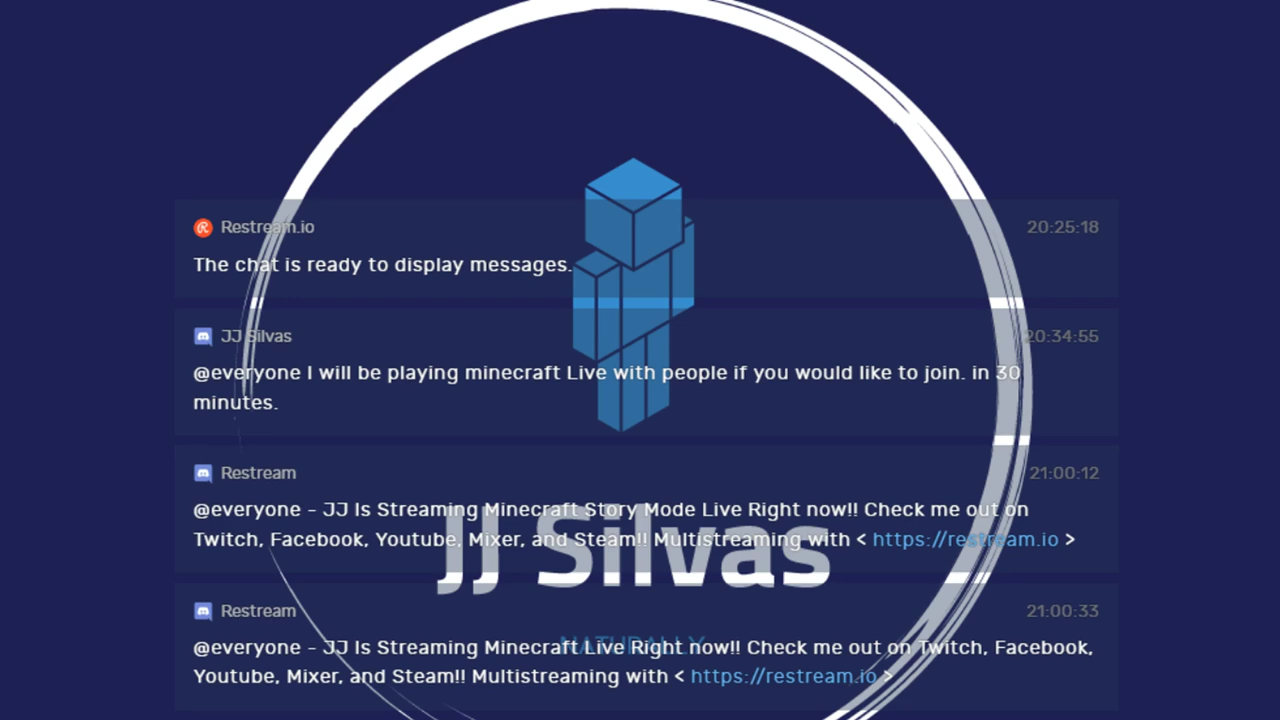 Restream.io 20:25:18
The chat is ready to display messages.
JJ Silvas 20:34:55
@everyone I will be playing minecraft Live with people if you would like to join. in 30
minutes.
Restream 21:00:12
@everyone - JJ Is Streaming Minecraft Story Mode Live Right now!! Check me out on
Twitch, Facebook, Youtube, Mixer, and Steam!! Multistreaming with < https://restream.io >
JJ Silvas
Restream 21:00:33
NATURALLY
@everyone - JJ Is Streaming Minecraft Live Right now!! Check me out on Twitch, Facebook,
Youtube, Mixer, and Steam!! Multistreaming with < https://restream.io >